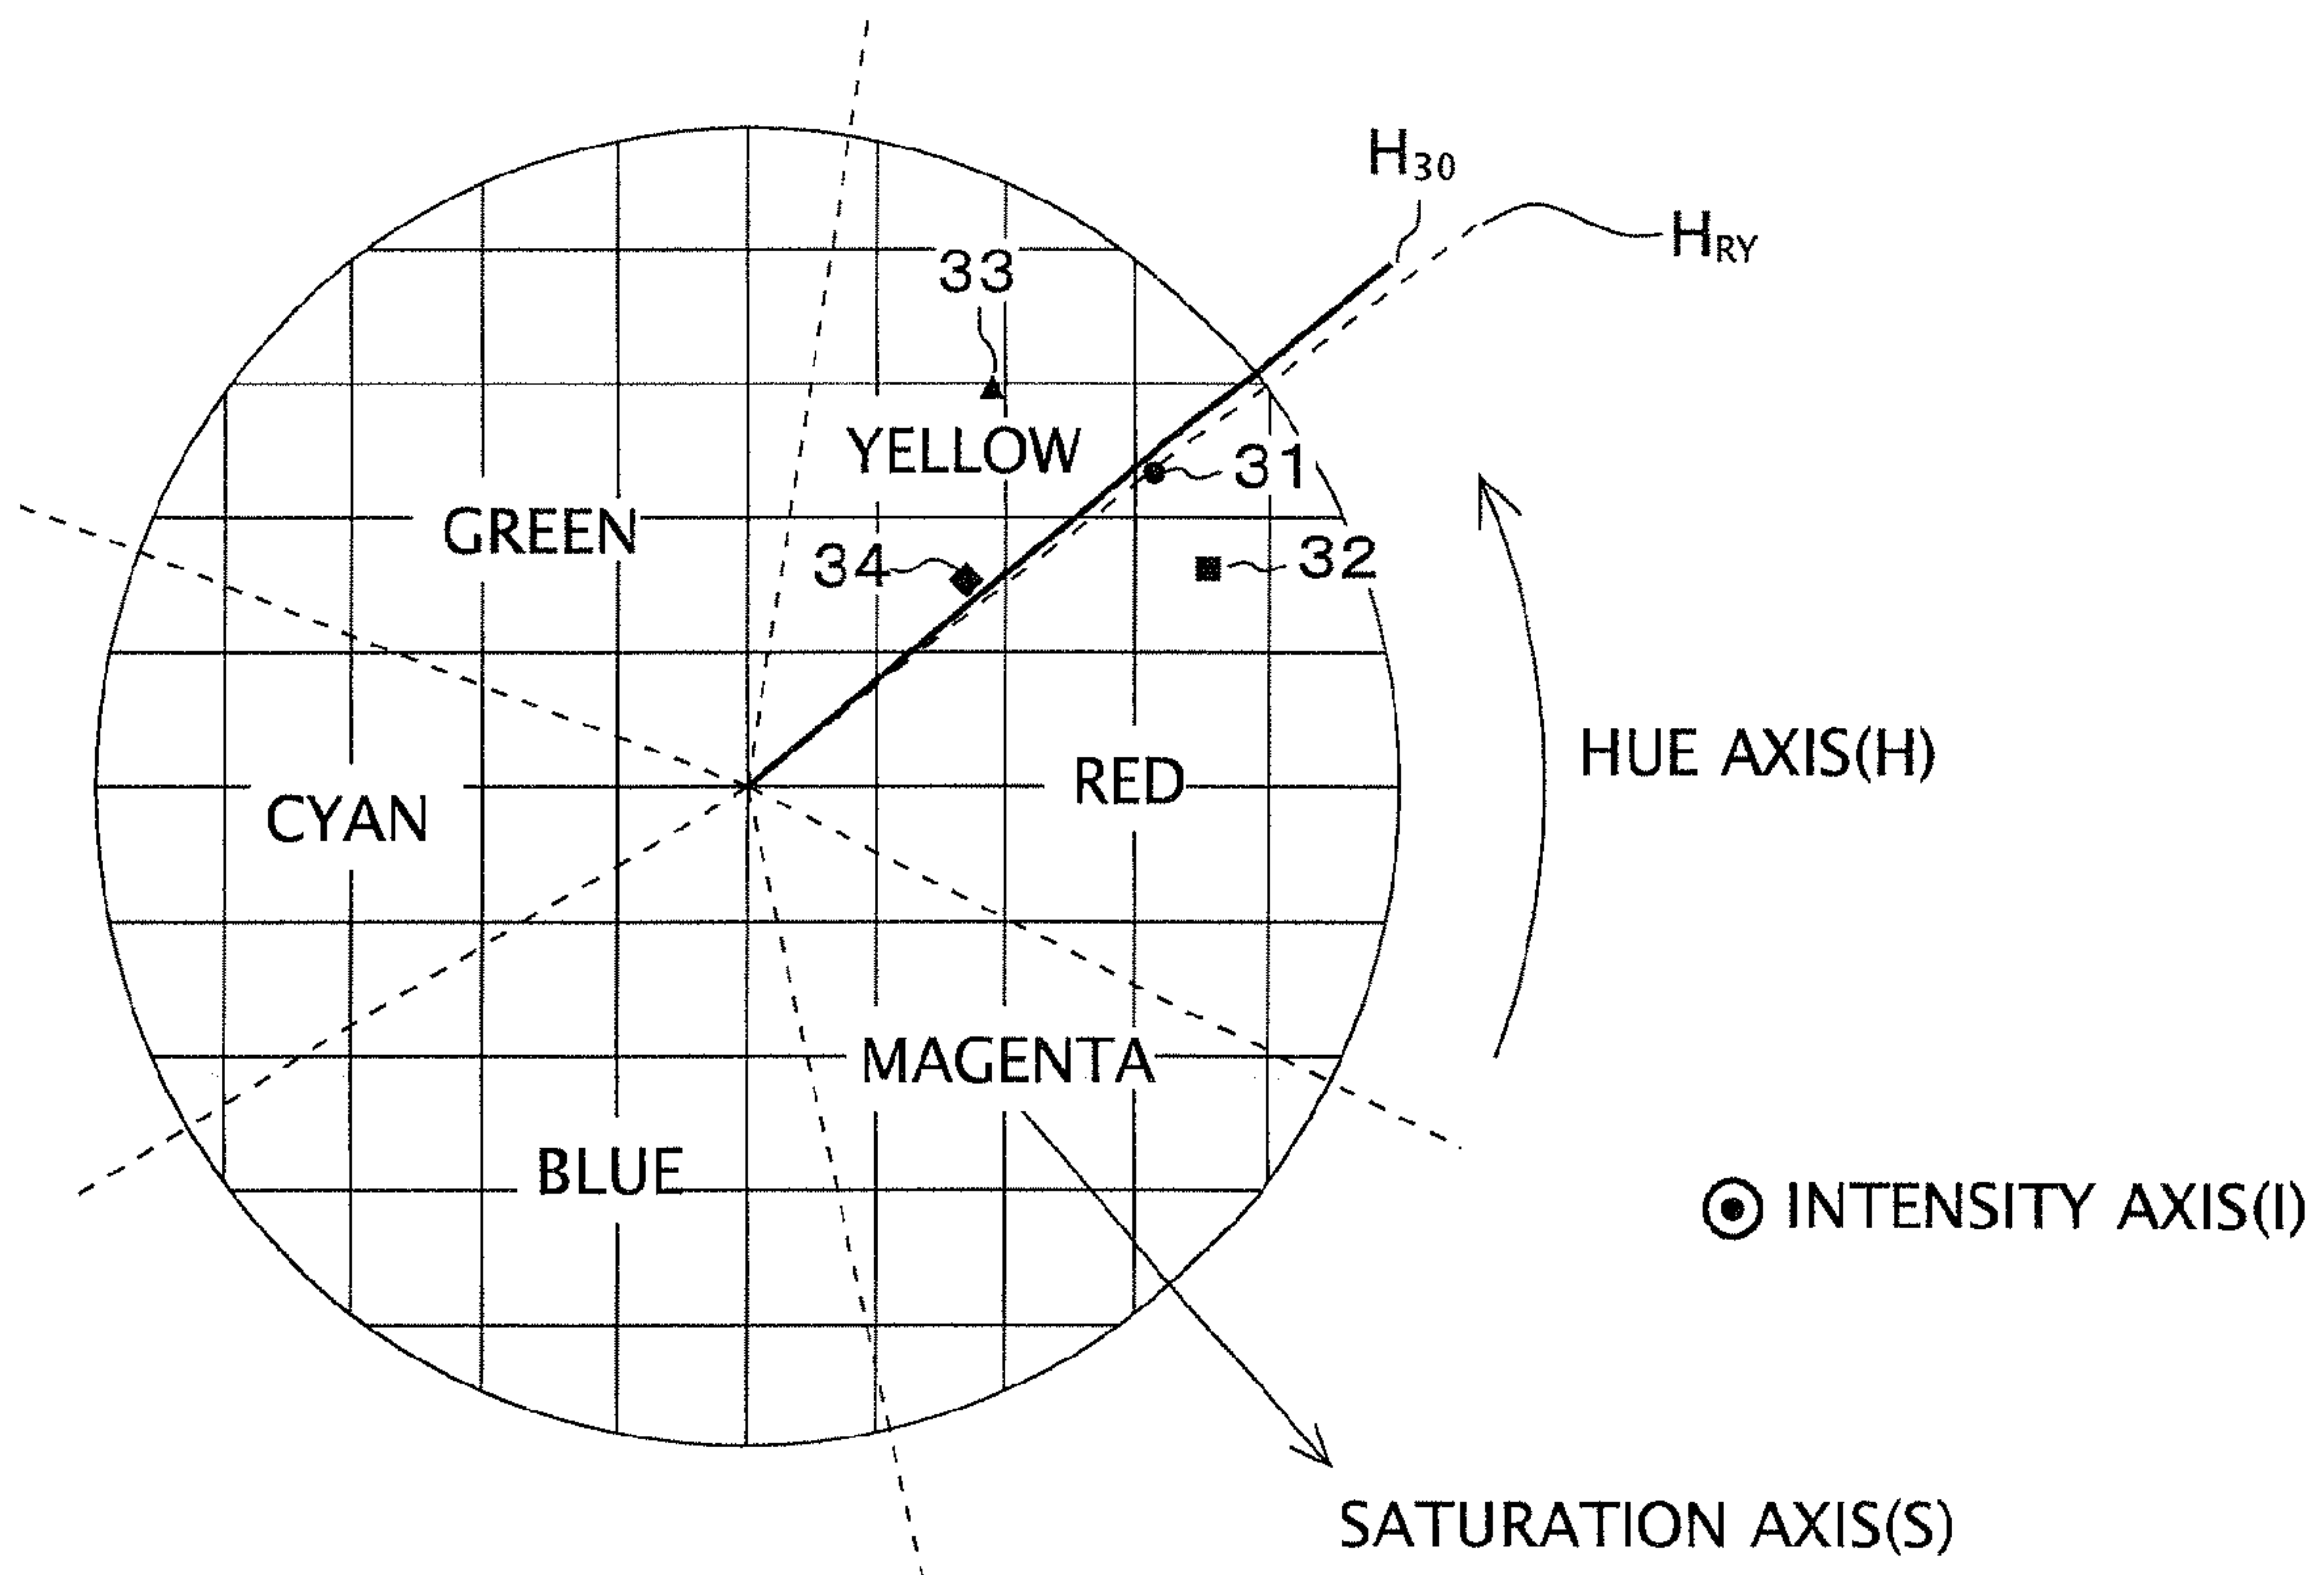 H30
HRY
33
YELLOW
31
GREEN
34
32
HUE AXIS(H)
RED
CYAN
MAGENTA
BLUE
INTENSITY AXIS(I)
SATURATION AXIS(S)